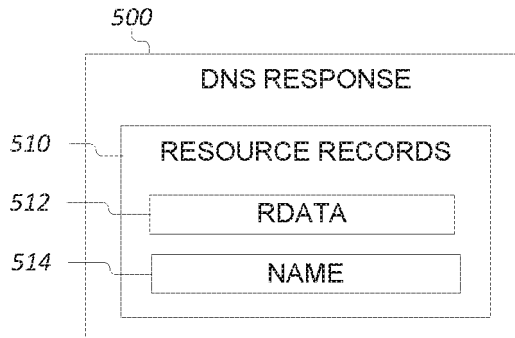 500
DNS RESPONSE
510
RESOURCE RECORDS
512
RDATA
514
NAME